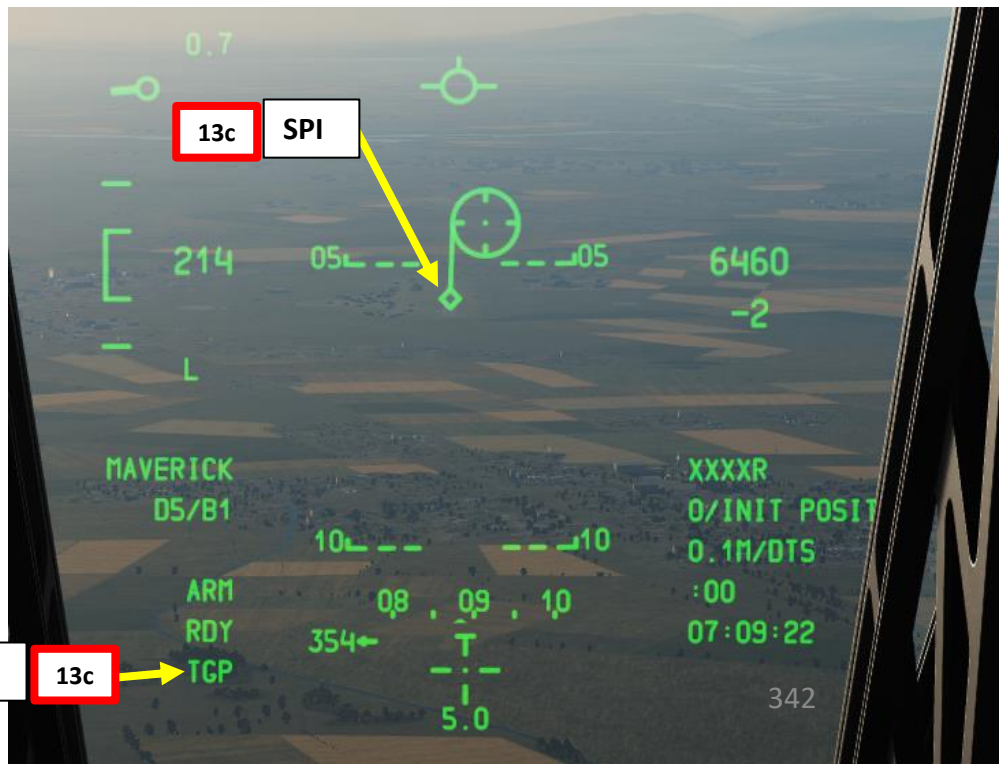 0.7
13c SPI
214 05 05 6460
-2
L
MAVERICK XXXXR
D5/B1 0/INIT POSIT
10 10 0.1M/DTS
ARM 08 . 09 . 10 :00
RDY 354← T 07:09:22
13c TGP
342
5.0